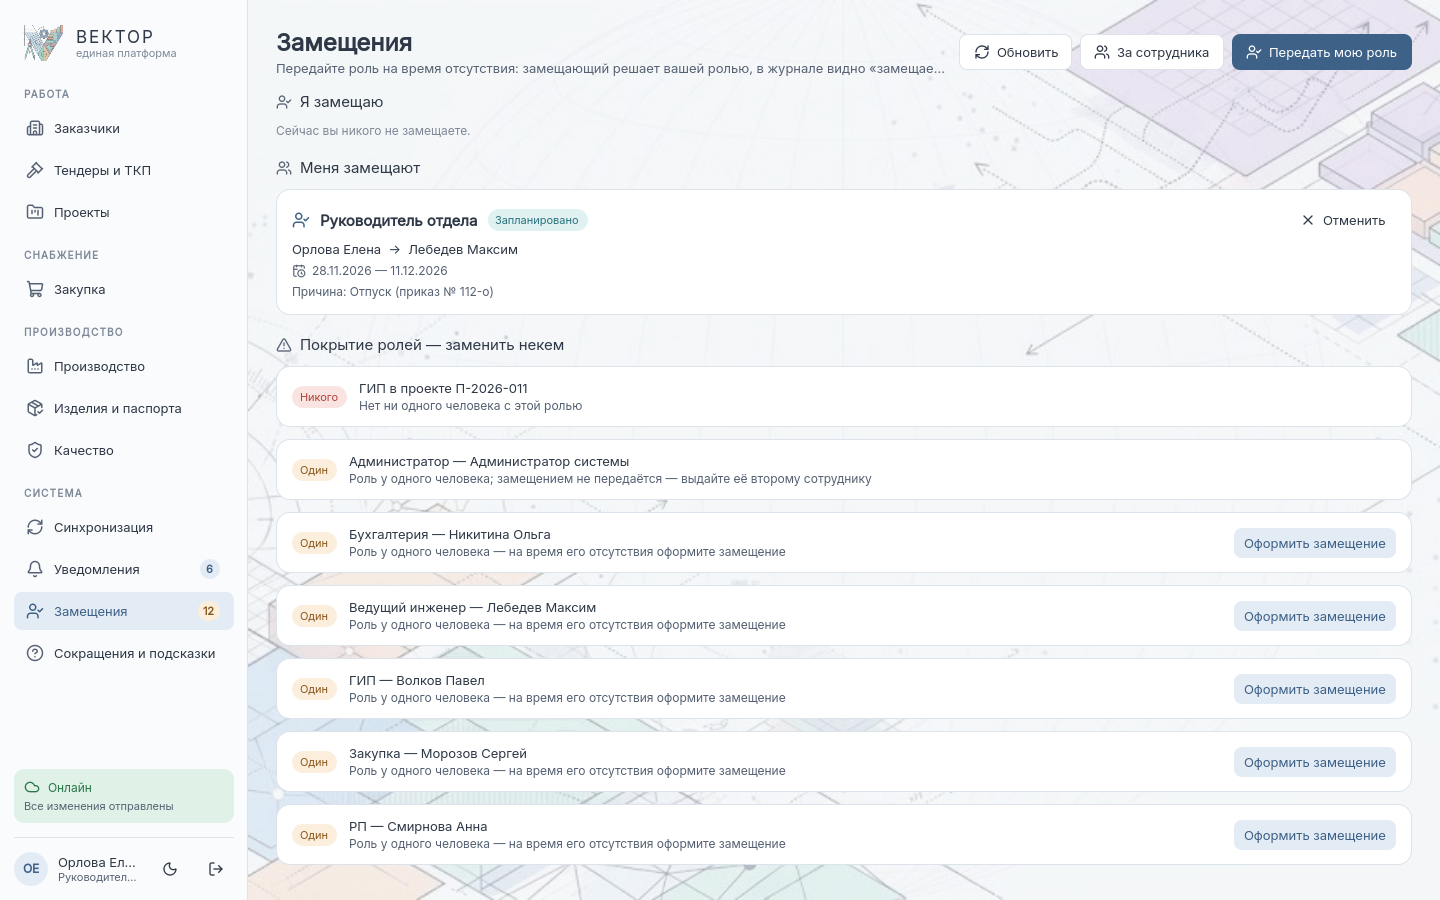 ВЕКТОР
единая платформа
РАБОТА
Заказчики
Тендеры и ТКП
Проекты
СНАБЖЕНИЕ
Закупка
ПРОИЗВОДСТВО
Производство
Изделия и паспорта
Качество
СИСТЕМА
Синхронизация
Уведомления 6
Замещения 12
Сокращения и подсказки
Онлайн
Все изменения отправлены
ОЕ
Орлова Ел...
Руководител...
Замещения
Передайте роль на время отсутствия: замещающий решает вашей ролью, в журнале видно «замещае...
Обновить
За сотрудника
Передать мою роль
Я замещаю
Сейчас вы никого не замещаете.
Меня замещают
Руководитель отдела Запланировано
Отменить
Орлова Елена → Лебедев Максим
28.11.2026 — 11.12.2026
Причина: Отпуск (приказ № 112-о)
Покрытие ролей — заменить некем
Никого
ГИП в проекте П-2026-011
Нет ни одного человека с этой ролью
Один
Администратор — Администратор системы
Роль у одного человека; замещением не передаётся — выдайте её второму сотруднику
Один
Бухгалтерия — Никитина Ольга
Роль у одного человека — на время его отсутствия оформите замещение
Оформить замещение
Один
Ведущий инженер — Лебедев Максим
Роль у одного человека — на время его отсутствия оформите замещение
Оформить замещение
Один
ГИП — Волков Павел
Роль у одного человека — на время его отсутствия оформите замещение
Оформить замещение
Один
Закупка — Морозов Сергей
Роль у одного человека — на время его отсутствия оформите замещение
Оформить замещение
Один
РП — Смирнова Анна
Роль у одного человека — на время его отсутствия оформите замещение
Оформить замещение